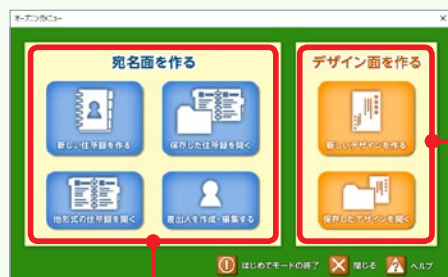 オープニングメニュー
宛名面を作る
デザイン面を作る
新しい住所録を作る
保存した住所録を開く
新しいデザインを作る
他形式の住所録を開く
差出人を作成・編集する
保存したデザインを開く
はじめてモードの終了
閉じる
ヘルプ